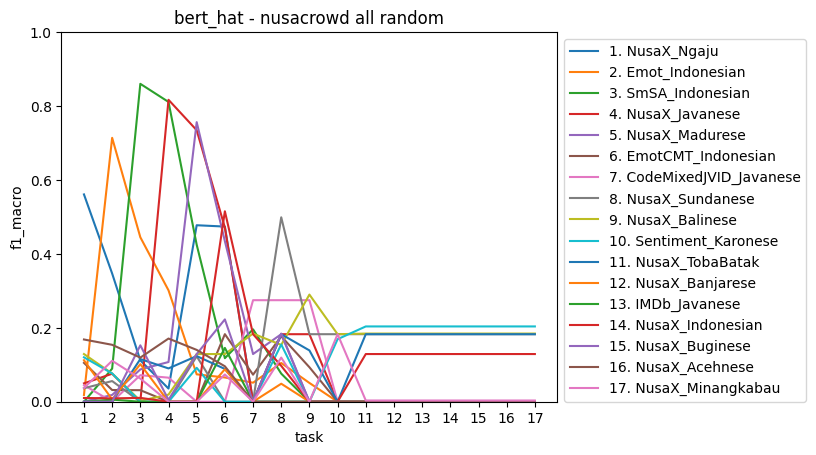 bert_hat - nusacrowd all random
f1_macro
1.0
0.8
0.6
0.4
0.2
0.0
1 2 3 4 5 6 7 8 9 10 11 12 13 14 15 16 17
task
1. NusaX_Ngaju
2. Emot_Indonesian
3. SmSA_Indonesian
4. NusaX_Javanese
5. NusaX_Madurese
6. EmotCMT_Indonesian
7. CodeMixedJVID_Javanese
8. NusaX_Sundanese
9. NusaX_Balinese
10. Sentiment_Karonese
11. NusaX_TobaBatak
12. NusaX_Banjarese
13. IMDb_Javanese
14. NusaX_Indonesian
15. NusaX_Buginese
16. NusaX_Acehnese
17. NusaX_Minangkabau